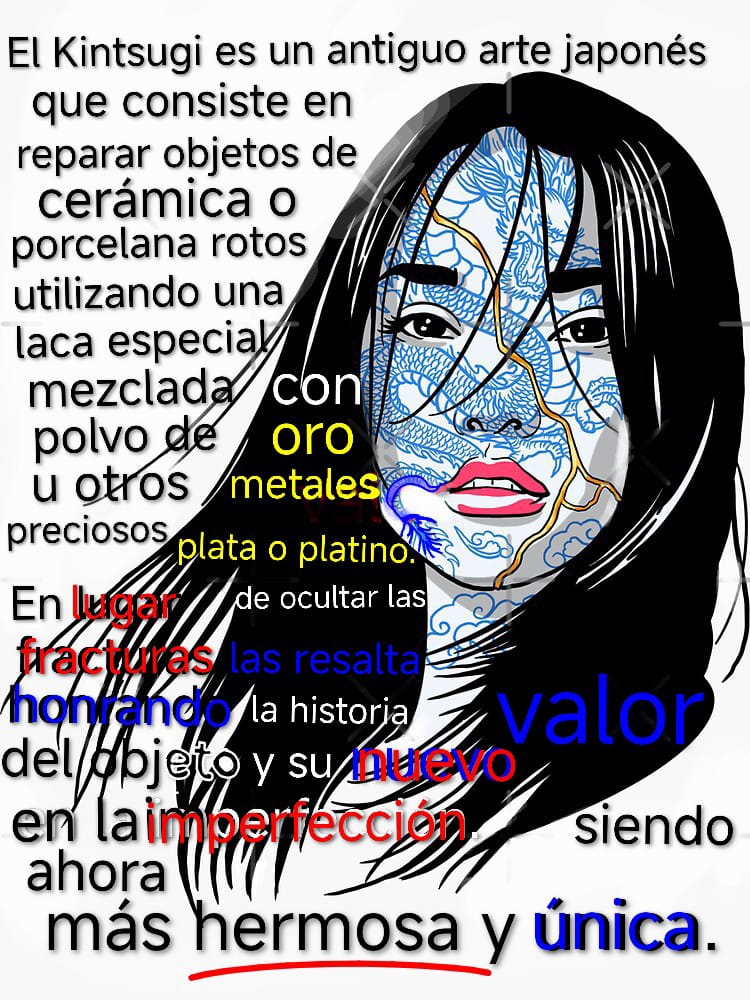 El Kintsugi es un antiguo arte japonés
que consiste en
reparar objetos de
cerámica o
porcelana rotos
utilizando una
laca especial
mezclada con
polvo de oro
u otros metales
preciosos
plata o platino.
En lugar de ocultar las
fracturas las resalta
honrando la historia valor
del objeto y su nuevo
en la imperfección. siendo
ahora
más hermosa y única.